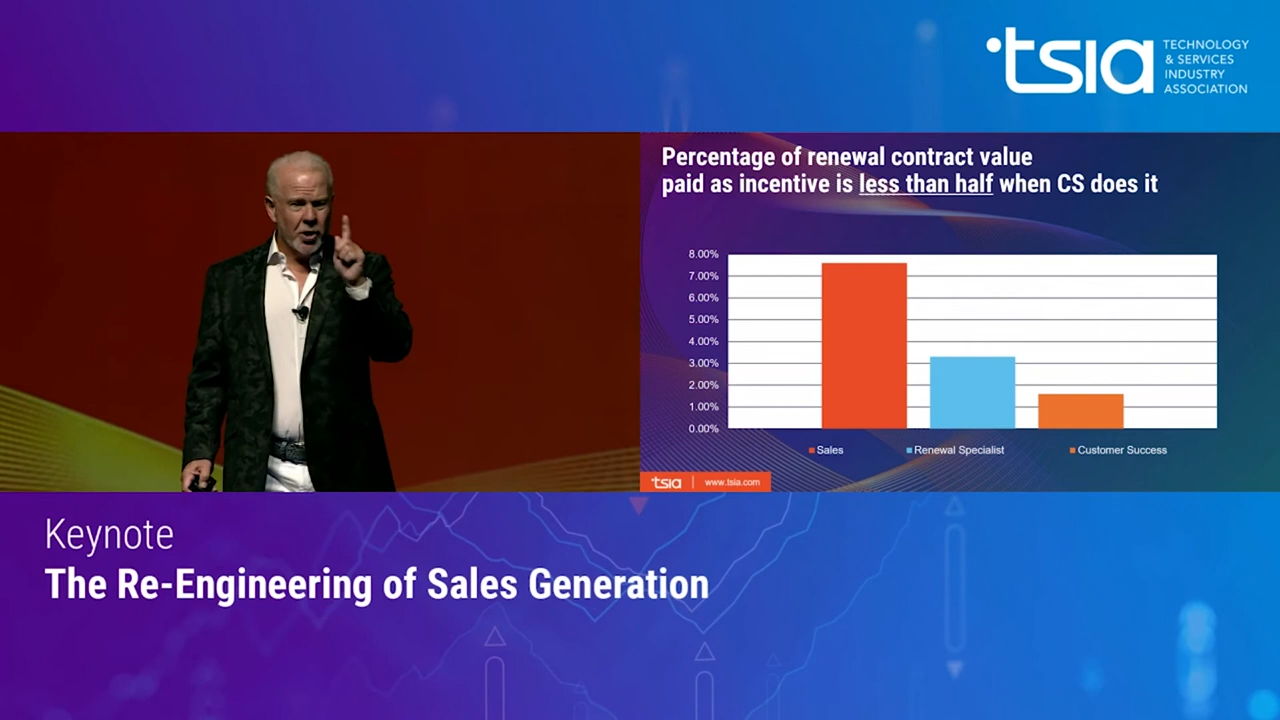 tsia
TECHNOLOGY
& SERVICES
INDUSTRY
ASSOCIATION
Percentage of renewal contract value
paid as incentive is less than half when CS does it
8.00%
7.00%
6.00%
5.00%
4.00%
3.00%
2.00%
1.00%
0.00%
Sales
Renewal Specialist
Customer Success
tsia
www.tsia.com
Keynote
The Re-Engineering of Sales Generation